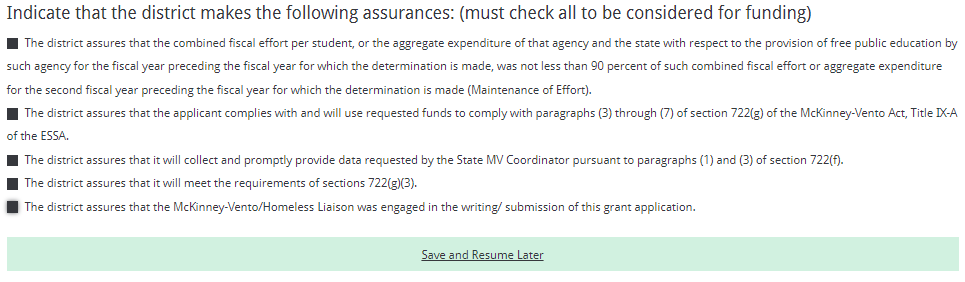 Indicate that the district makes the following assurances: (must check all to be considered for funding)
The district assures that the combined fiscal effort per student, or the aggregate expenditure of that agency and the state with respect to the provision of free public education by
such agency for the fiscal year preceding the fiscal year for which the determination is made, was not less than 90 percent of such combined fiscal effort or aggregate expenditure
for the second fiscal year preceding the fiscal year for which the determination is made (Maintenance of Effort).
The district assures that the applicant complies with and will use requested funds to comply with paragraphs (3) through (7) of section 722(g) of the McKinney-Vento Act, Title IX-A
of the ESSA.
The district assures that it will collect and promptly provide data requested by the State MV Coordinator pursuant to paragraphs (1) and (3) of section 722(f).
The district assures that it will meet the requirements of sections 722(g)(3).
The district assures that the McKinney-Vento/Homeless Liaison was engaged in the writing/ submission of this grant application.
Save and Resume Later